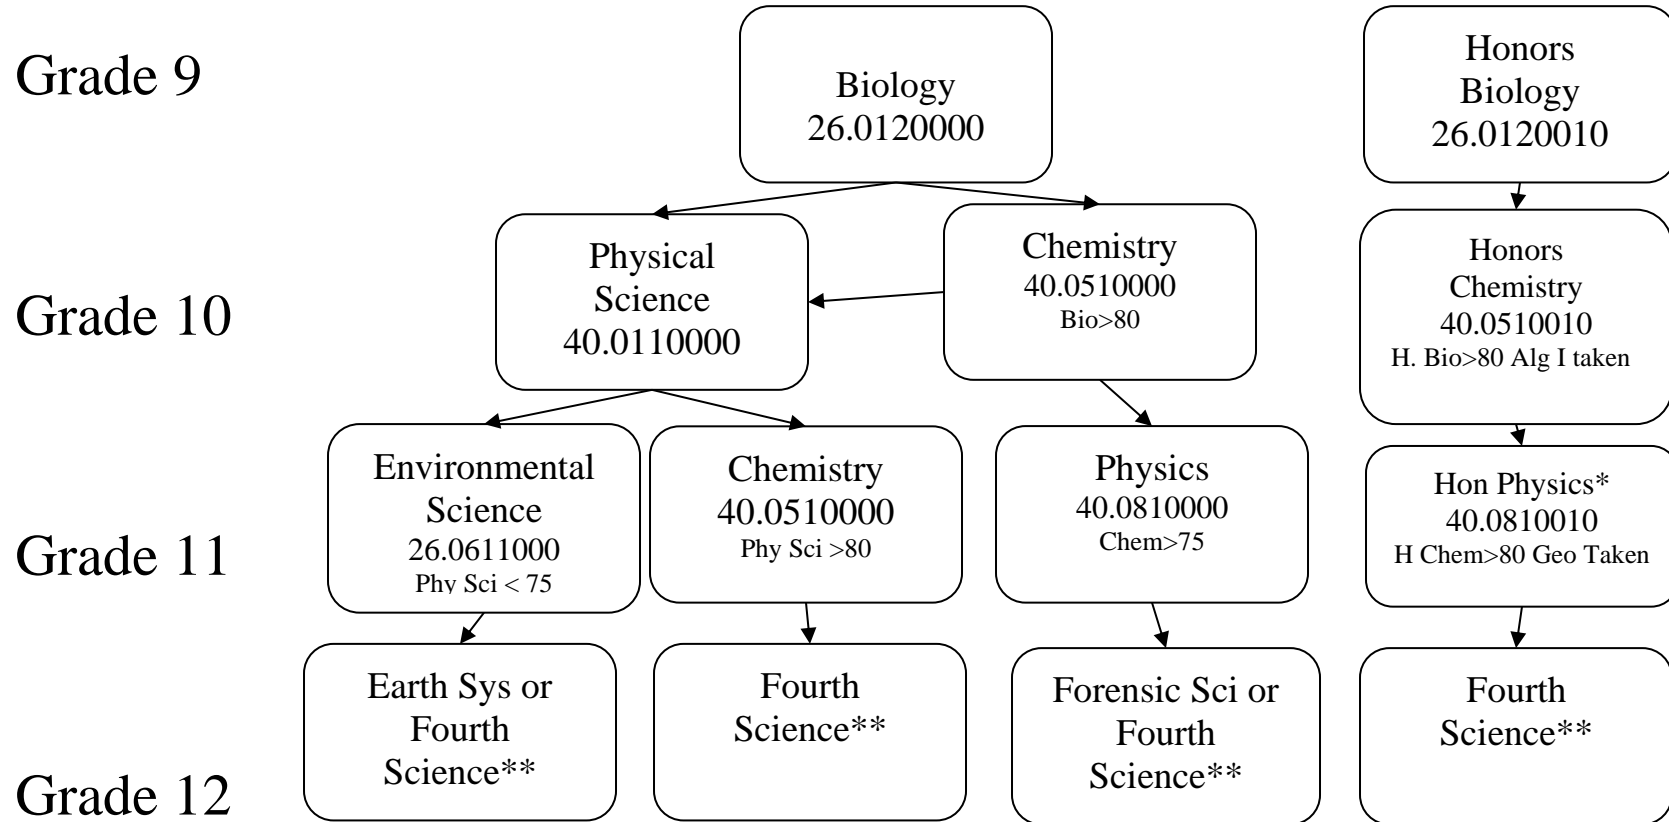 Grade 9
Biology
26.0120000
Honors
Biology
26.0120010
Grade 10
Physical
Science
40.0110000
Chemistry
40.0510000
Bio>80
Honors
Chemistry
40.0510010
H. Bio>80 Alg I taken
Grade 11
Environmental
Science
26.0611000
Phy Sci < 75
Chemistry
40.0510000
Phy Sci >80
Physics
40.0810000
Chem>75
Hon Physics*
40.0810010
H Chem>80 Geo Taken
Grade 12
Earth Sys or
Fourth
Science**
Fourth
Science**
Forensic Sci or
Fourth
Science**
Fourth
Science**